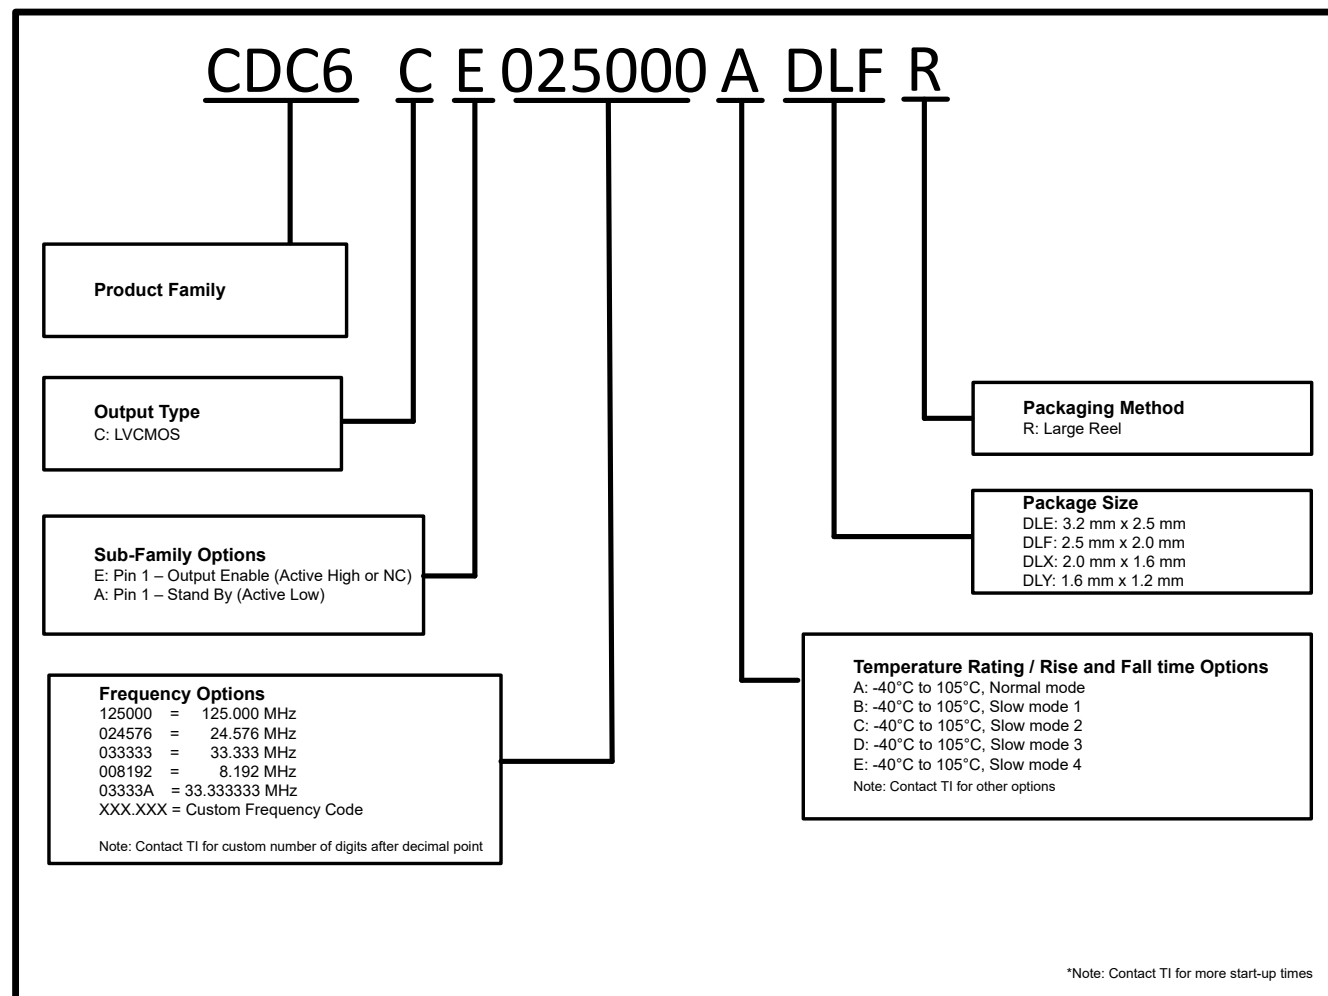 CDC6 C E 025000 A DLF R
Product Family
Output Type
C: LVCMOS
Sub-Family Options
E: Pin 1 – Output Enable (Active High or NC)
A: Pin 1 – Stand By (Active Low)
Frequency Options
125000 = 125.000 MHz
024576 = 24.576 MHz
033333 = 33.333 MHz
008192 = 8.192 MHz
03333A = 33.333333 MHz
XXX.XXX = Custom Frequency Code
Note: Contact TI for custom number of digits after decimal point
Packaging Method
R: Large Reel
Package Size
DLE: 3.2 mm x 2.5 mm
DLF: 2.5 mm x 2.0 mm
DLX: 2.0 mm x 1.6 mm
DLY: 1.6 mm x 1.2 mm
Temperature Rating / Rise and Fall time Options
A: -40°C to 105°C, Normal mode
B: -40°C to 105°C, Slow mode 1
C: -40°C to 105°C, Slow mode 2
D: -40°C to 105°C, Slow mode 3
E: -40°C to 105°C, Slow mode 4
Note: Contact TI for other options
*Note: Contact TI for more start-up times